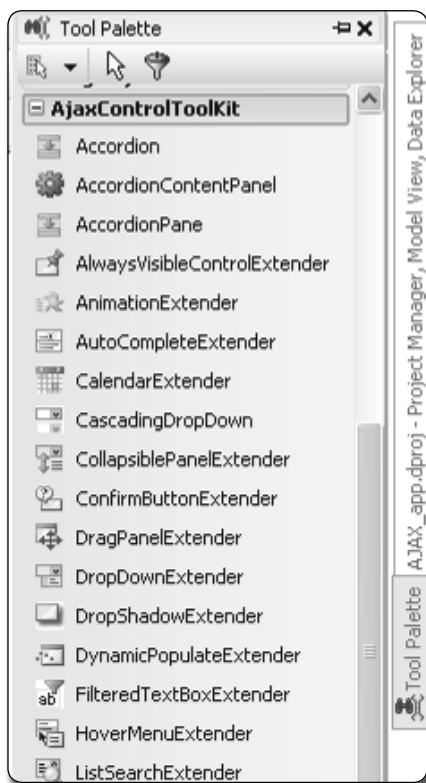 Tool Palette
AjaxControlToolKit
Accordion
AccordionContentPanel
AccordionPane
AlwaysVisibleControlExtender
AnimationExtender
AutoCompleteExtender
CalendarExtender
CascadingDropDown
CollapsiblePanelExtender
ConfirmButtonExtender
DragPanelExtender
DropDownExtender
DropShadowExtender
DynamicPopulateExtender
FilteredTextBoxExtender
HoverMenuExtender
ListSearchExtender
AJAX_app.dproj - Project Manager, Model View, Data Explorer
Tool Palette